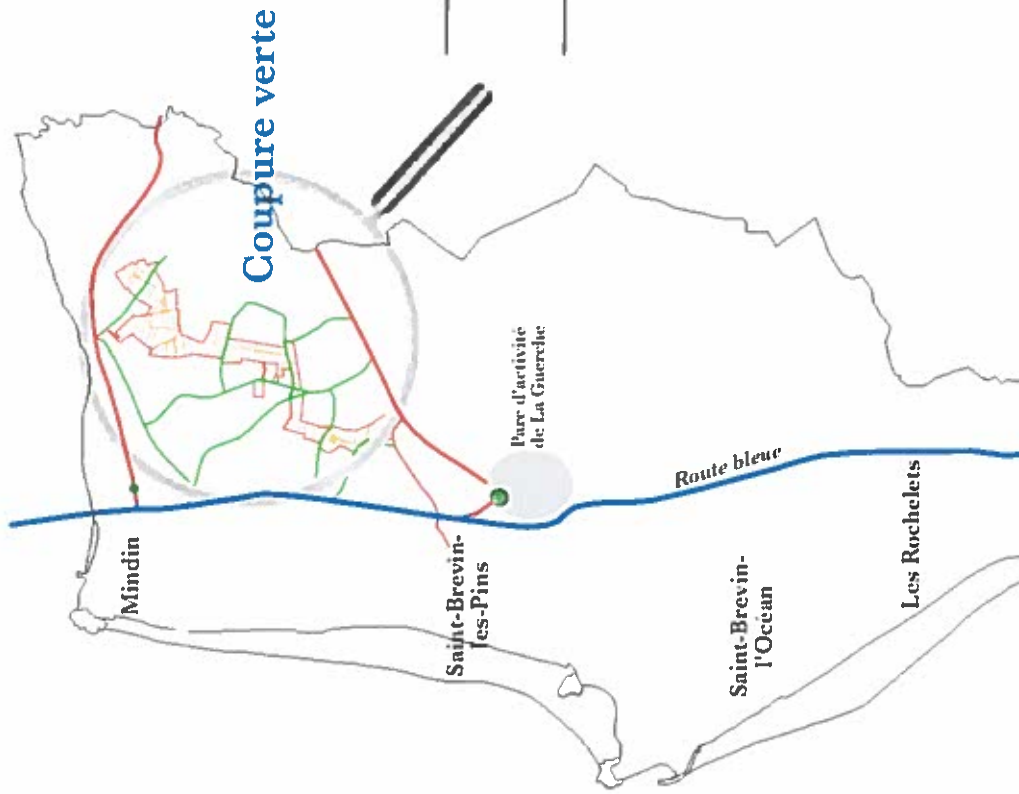 Coupure verte
Mindin
Saint-Brevin-
les-Pins
Parc d'activité
de La Guerche
Route bleue
Saint-Brevin-
l'Océan
Les Rochelets